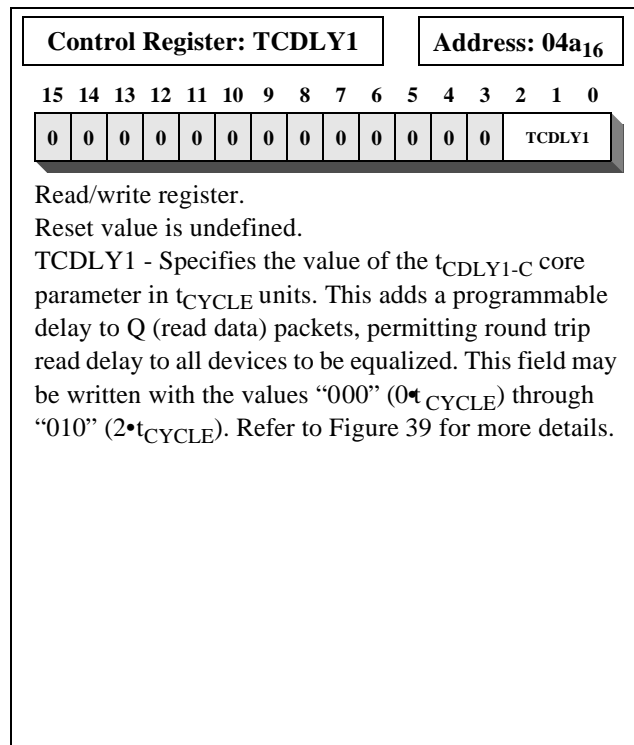 Control Register: TCDLY1 Address: 04a16
15 14 13 12 11 10 9 8 7 6 5 4 3 2 1 0
0 0 0 0 0 0 0 0 0 0 0 0 0 TCDLY1
Read/write register.
Reset value is undefined.
TCDLY1 - Specifies the value of the tCDLY1-C core
parameter in tCYCLE units. This adds a programmable
delay to Q (read data) packets, permitting round trip
read delay to all devices to be equalized. This field may
be written with the values “000” (0•tCYCLE) through
“010” (2•tCYCLE). Refer to Figure 39 for more details.